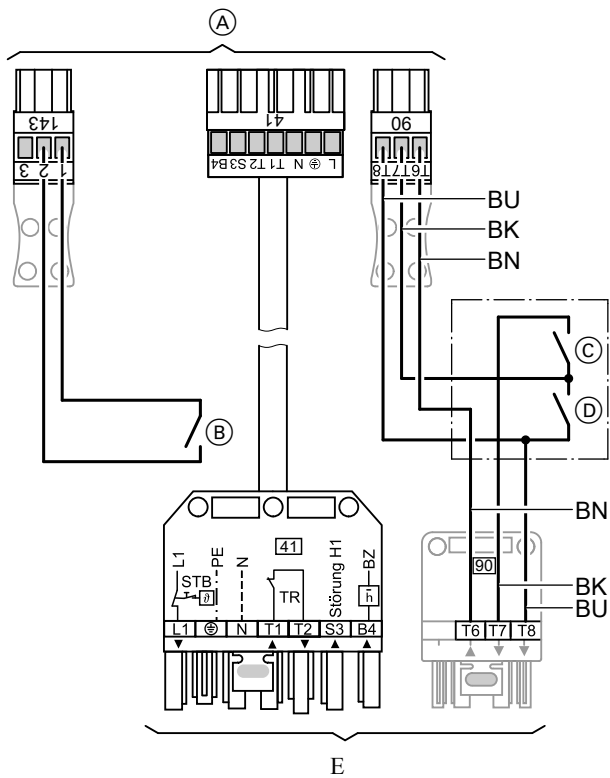 A
143
41
90
3 2 1
B4 S3 T2 T1 N ⏚ L
T8 T7 T6
BU
BK
BN
C
D
B
BN
41
90
L1
PE
N
STB
ϑ
TR
Störung H1
BZ
h
BK
BU
L1 ⏚ N T1 T2 S3 B4
T6 T7 T8
E